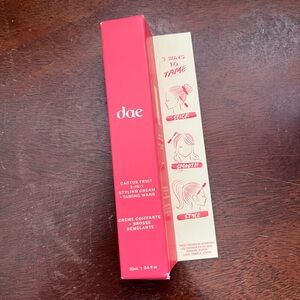 dae
CACTUS FRUIT
3-IN-1
STYLING CREAM
+ TAMING WAND
CRÈME COIFFANTE
+ BROSSE
DÉMÊLANTE
3 WAYS
TO
TAME
SLICK
SMOOTH
STYLE